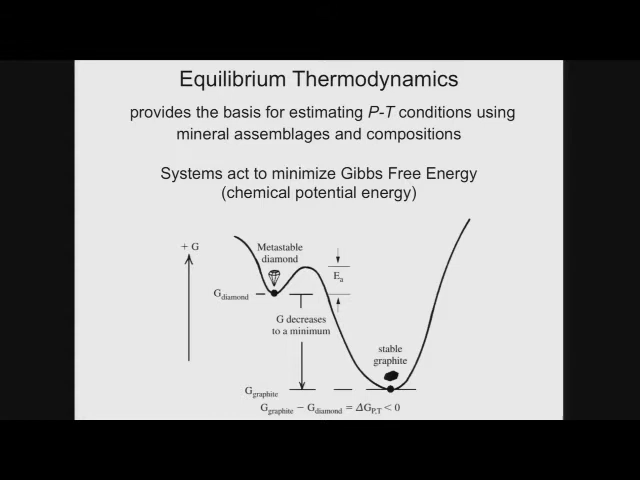 Equilibrium Thermodynamics
provides the basis for estimating P-T conditions using
mineral assemblages and compositions
Systems act to minimize Gibbs Free Energy
(chemical potential energy)
+ G
Metastable
diamond
Ea
Gdiamond
G decreases
to a minimum
stable
graphite
Ggraphite
Ggraphite − Gdiamond = ΔGP,T < 0